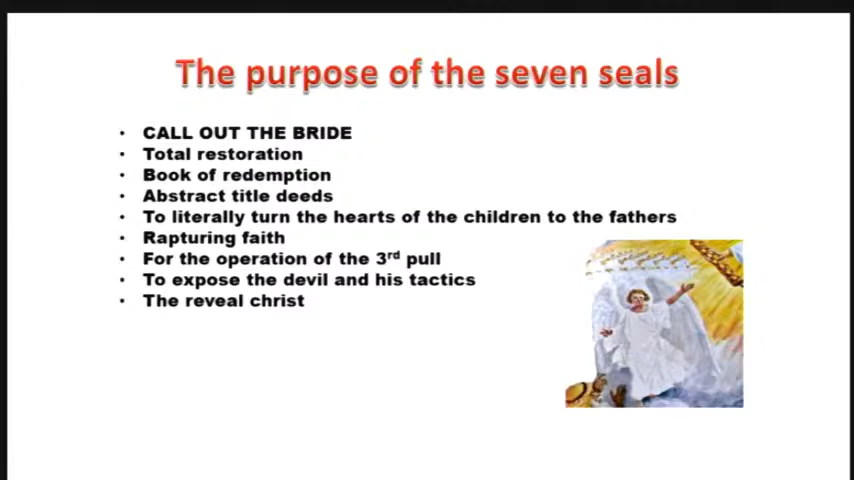 The purpose of the seven seals
• CALL OUT THE BRIDE
• Total restoration
• Book of redemption
• Abstract title deeds
• To literally turn the hearts of the children to the fathers
• Rapturing faith
• For the operation of the 3rd pull
• To expose the devil and his tactics
• The reveal christ